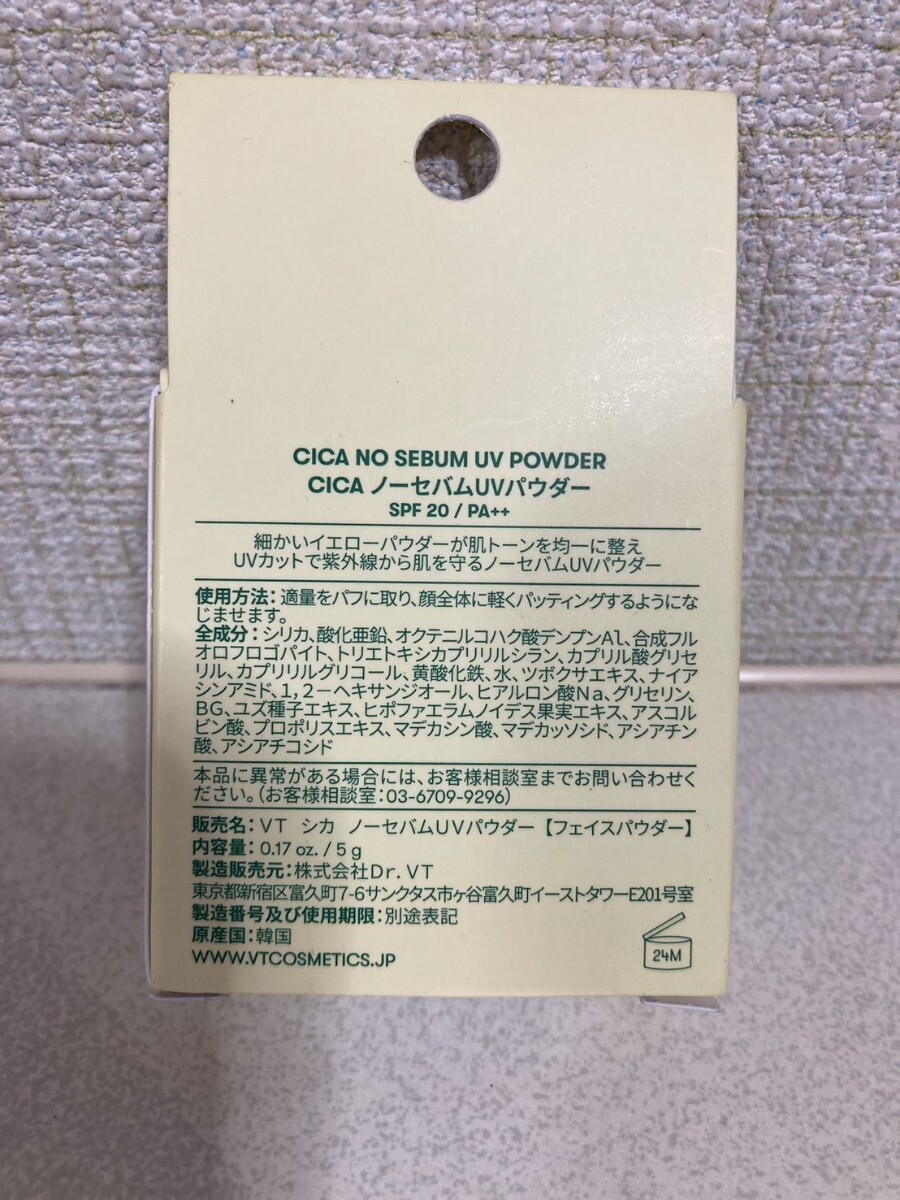 CICA NO SEBUM UV POWDER
CICA ノーセバムUVパウダー
SPF 20 / PA++
細かいイエローパウダーが肌トーンを均一に整え
UVカットで紫外線から肌を守るノーセバムUVパウダー
使用方法：適量をパフに取り、顔全体に軽くパッティングするようにな
じませます。
全成分：シリカ、酸化亜鉛、オクテニルコハク酸デンプンAl、合成フル
オロフロゴパイト、トリエトキシカプリリルシラン、カプリル酸グリセ
リル、カプリリルグリコール、黄酸化鉄、水、ツボクサエキス、ナイア
シンアミド、１，２－ヘキサンジオール、ヒアルロン酸Ｎａ、グリセリン、
BG、ユズ種子エキス、ヒポファエラムノイデス果実エキス、アスコル
ビン酸、プロポリスエキス、マデカシン酸、マデカッソシド、アシアチン
酸、アシアチコシド
本品に異常がある場合には、お客様相談室までお問い合わせく
ださい。（お客様相談室：03-6709-9296）
販売名：ＶＴ　シカ　ノーセバムＵＶパウダー【フェイスパウダー】
内容量：0.17 oz. / 5 g
製造販売元：株式会社Ｄｒ．ＶＴ
東京都新宿区富久町7-6サンクタス市ヶ谷富久町イーストタワーE201号室
製造番号及び使用期限：別途表記
原産国：韓国
WWW.VTCOSMETICS.JP
24M